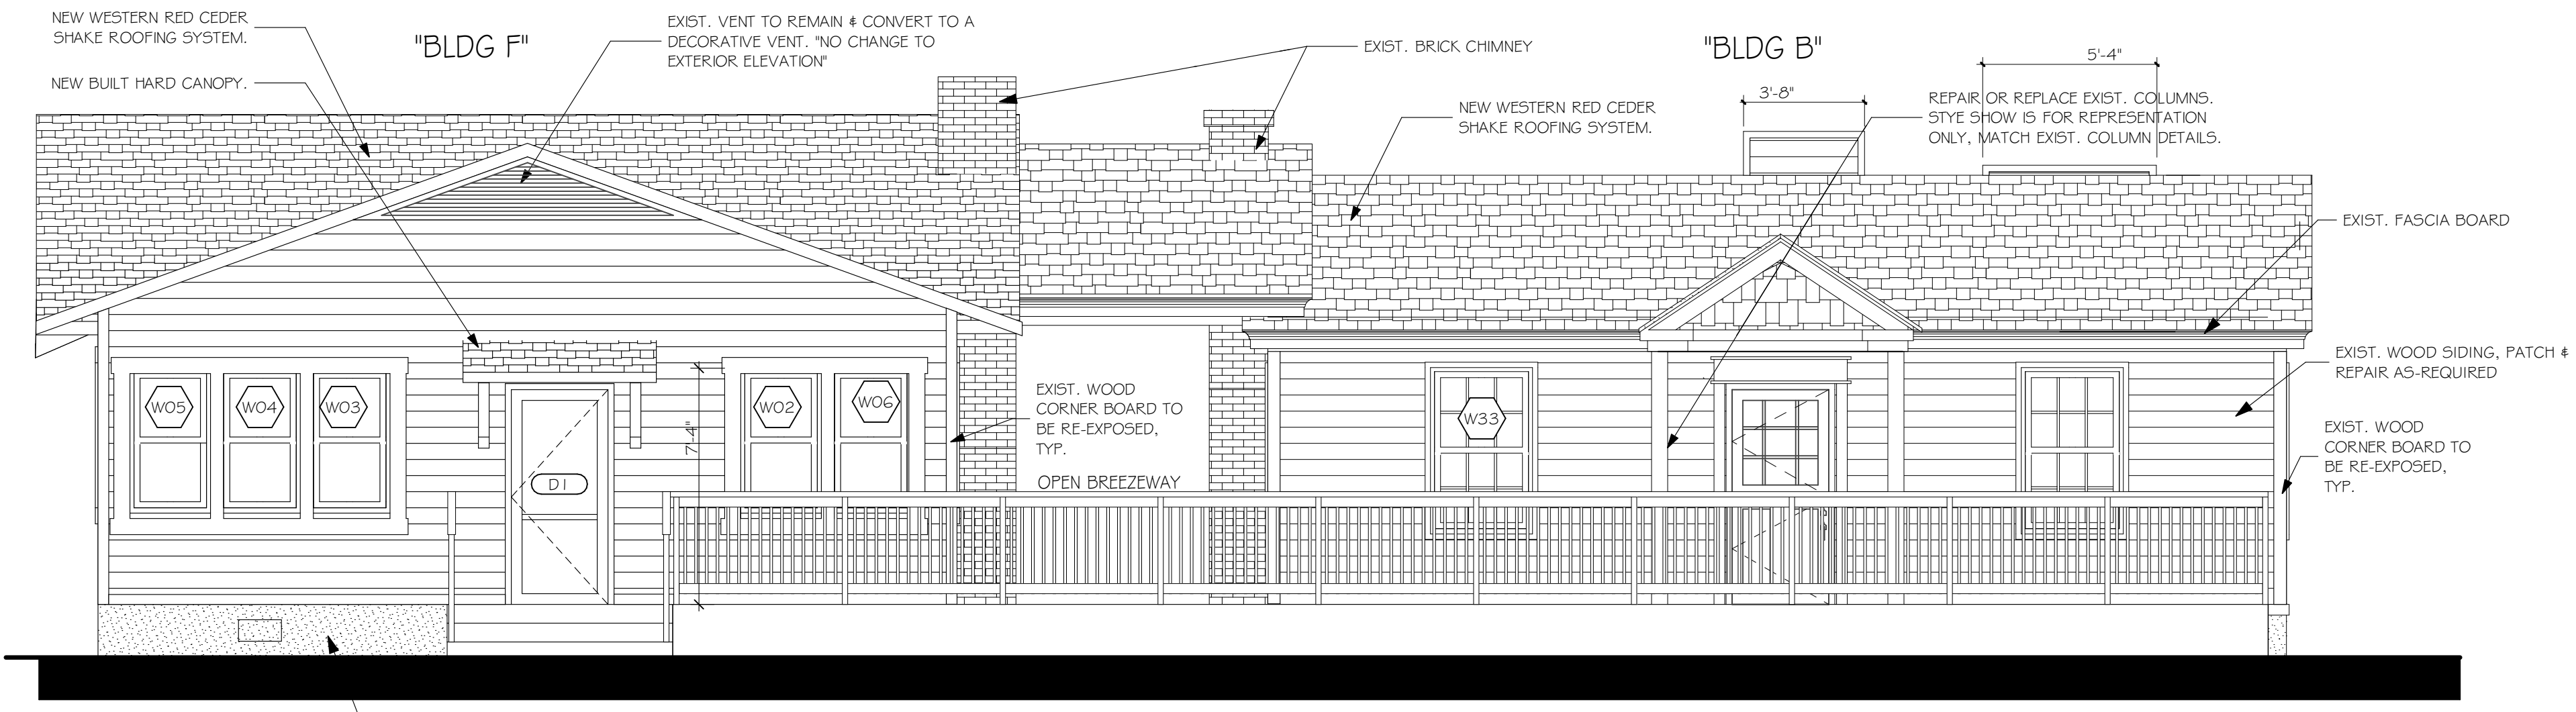 NEW WESTERN RED CEDER
SHAKE ROOFING SYSTEM.
NEW BUILT HARD CANOPY.
"BLDG F"
EXIST. VENT TO REMAIN & CONVERT TO A
DECORATIVE VENT. "NO CHANGE TO
EXTERIOR ELEVATION"
EXIST. BRICK CHIMNEY
NEW WESTERN RED CEDER
SHAKE ROOFING SYSTEM.
"BLDG B"
3'-8"
5'-4"
REPAIR OR REPLACE EXIST. COLUMNS.
STYE SHOW IS FOR REPRESENTATION
ONLY, MATCH EXIST. COLUMN DETAILS.
EXIST. FASCIA BOARD
EXIST. WOOD SIDING, PATCH &
REPAIR AS-REQUIRED
EXIST. WOOD
CORNER BOARD TO
BE RE-EXPOSED,
TYP.
W05
W04
W03
D1
7'-4"
W02
W06
EXIST. WOOD
CORNER BOARD TO
BE RE-EXPOSED,
TYP.
OPEN BREEZEWAY
W33